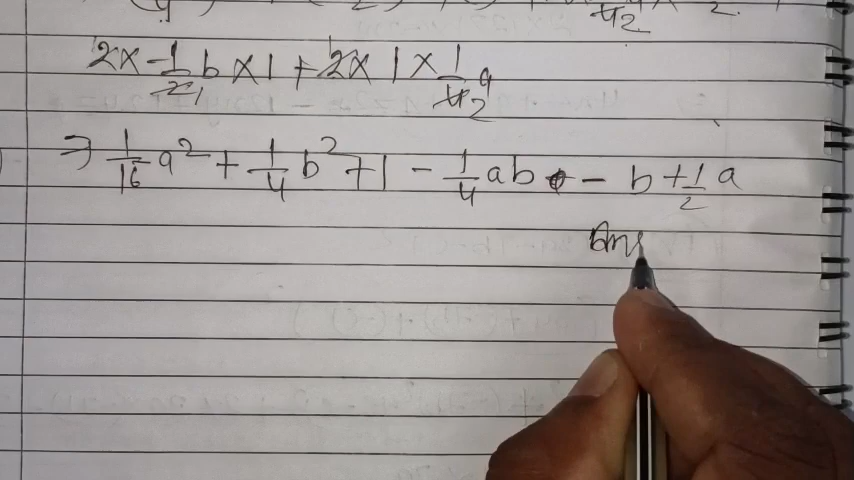 2x -1/2 b x 1 + 2x 1 x 1/4 a
⇒ 1/16 a² + 1/4 b² + 1 - 1/4 ab - b + 1/2 a
Ans